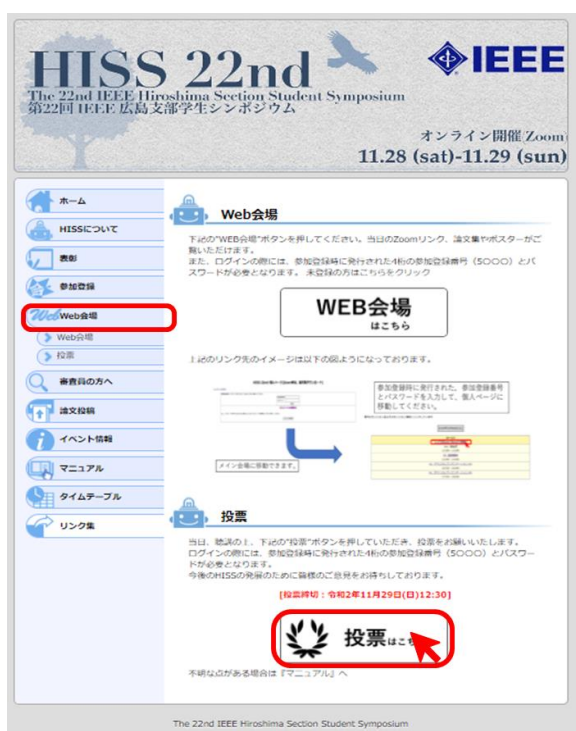 HISS 22nd
IEEE
The 22nd IEEE Hiroshima Section Student Symposium
第22回 IEEE 広島支部学生シンポジウム
オンライン開催(Zoom)
11.28 (sat)-11.29 (sun)
ホーム
HISSについて
表彰
参加登録
Web Web会場
Web会場
投票
審査員の方へ
論文投稿
イベント情報
マニュアル
タイムテーブル
リンク集
Web会場
下記の"WEB会場"ボタンを押してください。当日のZoomリンク、論文集やポスターがご
覧いただけます。
また、ログインの際には、参加登録時に発行された4桁の参加登録番号（5〇〇〇）とパ
スワードが必要となります。 未登録の方はこちらをクリック
WEB会場
はこちら
上記のリンク先のイメージは以下の図ようになっております。
参加登録時に発行された、参加登録番号
とパスワードを入力して、個人ページに
移動してください。
メイン会場に移動できます。
投票
当日、聴講の上、下記の"投票"ボタンを押していただき、投票をお願いいたします。
ログインの際には、参加登録時に発行された4桁の参加登録番号（5〇〇〇）とパスワー
ドが必要となります。
今後のHISSの発展のために皆様のご意見をお待ちしております。
[投票締切：令和2年11月29日(日)12:30]
投票はこち
不明な点がある場合は『マニュアル』へ
The 22nd IEEE Hiroshima Section Student Symposium